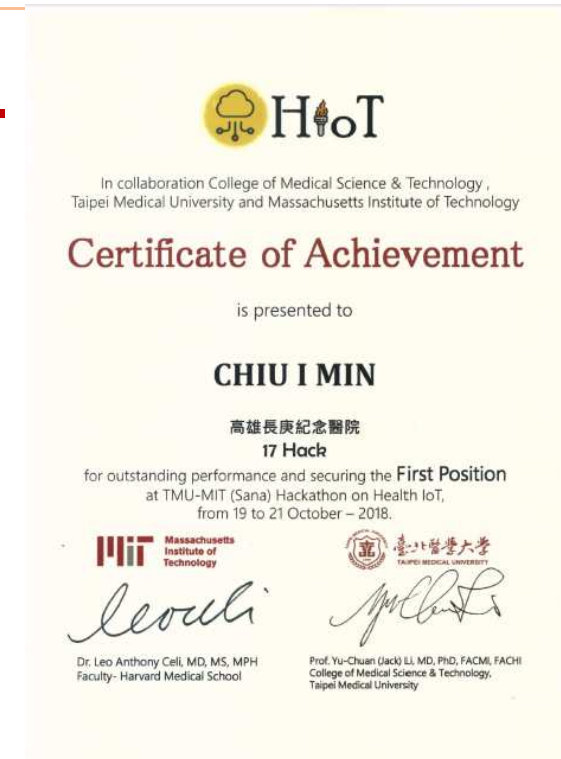 HIoT
In collaboration College of Medical Science & Technology ,
Taipei Medical University and Massachusetts Institute of Technology
Certificate of Achievement
is presented to
CHIU I MIN
高雄長庚紀念醫院
17 Hack
for outstanding performance and securing the First Position
at TMU-MIT (Sana) Hackathon on Health IoT,
from 19 to 21 October – 2018.
Massachusetts
Institute of
Technology
臺北醫學大學
TAIPEI MEDICAL UNIVERSITY
Dr. Leo Anthony Celi, MD, MS, MPH
Faculty- Harvard Medical School
Prof. Yu-Chuan (Jack) Li, MD, PhD, FACMI, FACHI
College of Medical Science & Technology,
Taipei Medical University